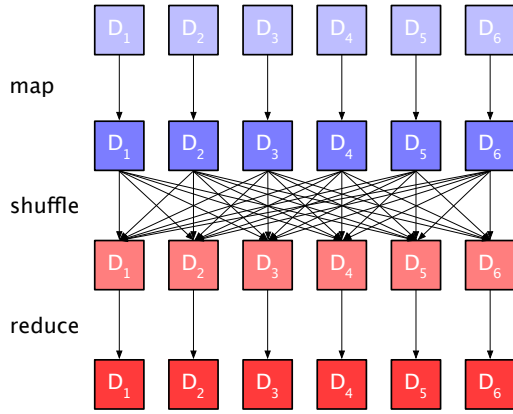 D₁ D₂ D₃ D₄ D₅ D₆
map
D₁ D₂ D₃ D₄ D₅ D₆
shuffle
D₁ D₂ D₃ D₄ D₅ D₆
reduce
D₁ D₂ D₃ D₄ D₅ D₆